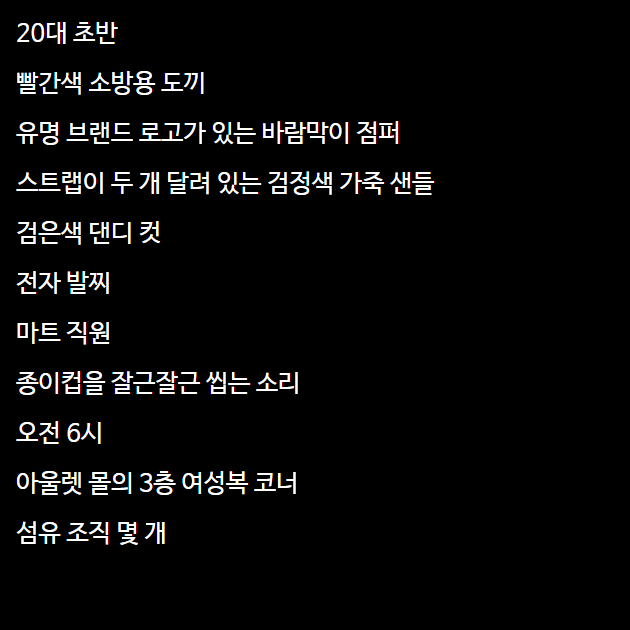 20대 초반
빨간색 소방용 도끼
유명 브랜드 로고가 있는 바람막이 점퍼
스트랩이 두 개 달려 있는 검정색 가죽 샌들
검은색 댄디 컷
전자 발찌
마트 직원
종이컵을 잘근잘근 씹는 소리
오전 6시
아울렛 몰의 3층 여성복 코너
섬유 조직 몇 개